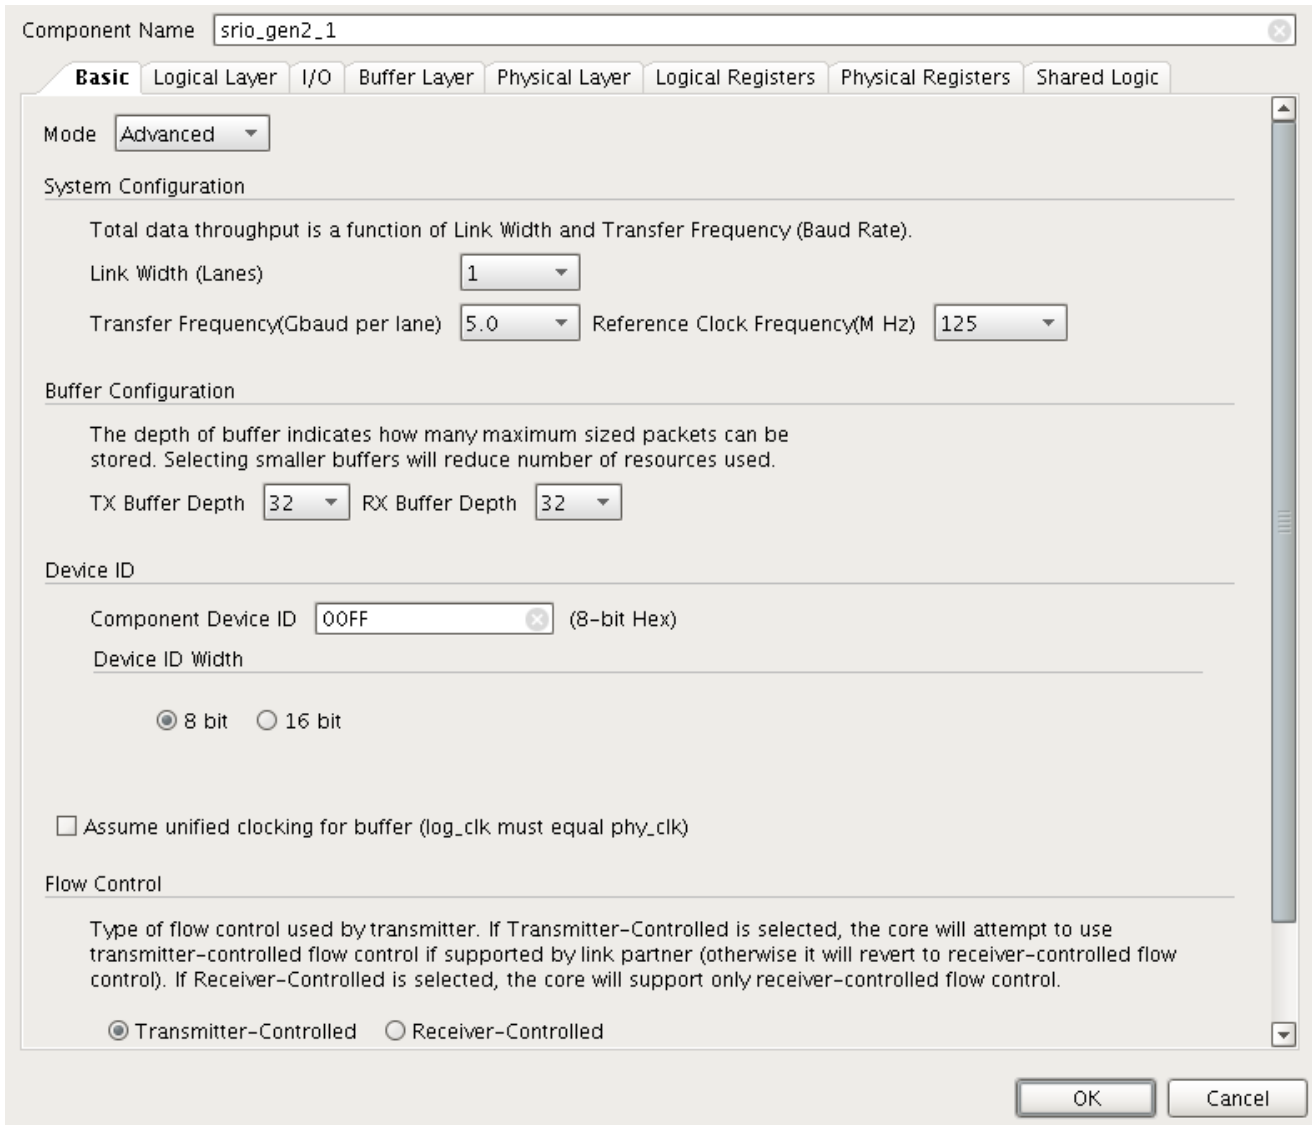 Component Name srio_gen2_1
Basic Logical Layer I/O Buffer Layer Physical Layer Logical Registers Physical Registers Shared Logic
Mode Advanced
System Configuration
Total data throughput is a function of Link Width and Transfer Frequency (Baud Rate).
Link Width (Lanes) 1
Transfer Frequency(Gbaud per lane) 5.0 Reference Clock Frequency(M Hz) 125
Buffer Configuration
The depth of buffer indicates how many maximum sized packets can be
stored. Selecting smaller buffers will reduce number of resources used.
TX Buffer Depth 32 RX Buffer Depth 32
Device ID
Component Device ID 00FF (8-bit Hex)
Device ID Width
8 bit 16 bit
Assume unified clocking for buffer (log_clk must equal phy_clk)
Flow Control
Type of flow control used by transmitter. If Transmitter-Controlled is selected, the core will attempt to use
transmitter-controlled flow control if supported by link partner (otherwise it will revert to receiver-controlled flow
control). If Receiver-Controlled is selected, the core will support only receiver-controlled flow control.
Transmitter-Controlled Receiver-Controlled
OK Cancel